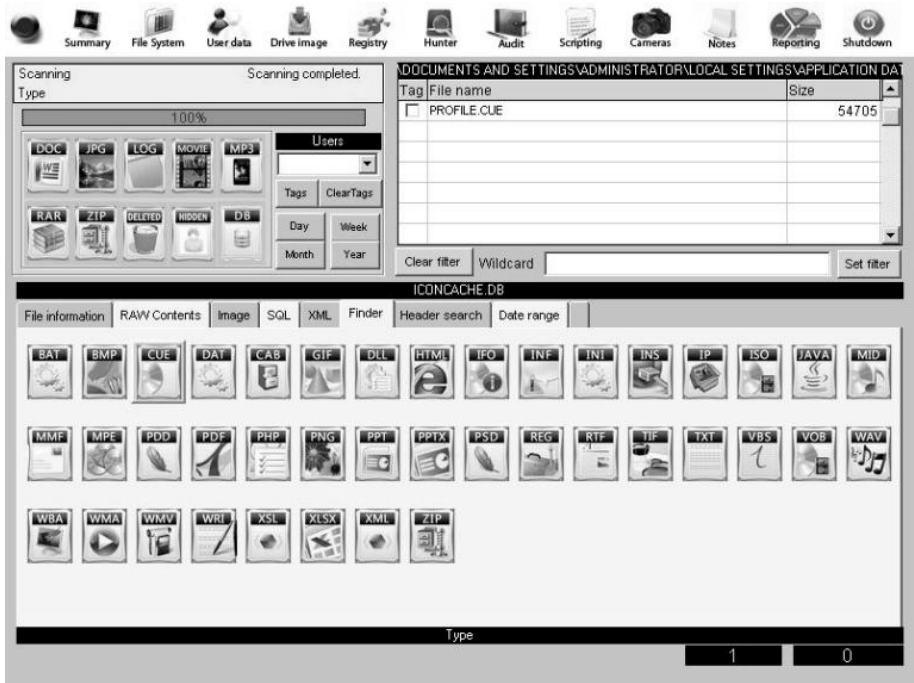 Summary File System User data Drive image Registry Hunter Audit Scripting Cameras Notes Reporting Shutdown
Scanning Scanning completed.
Type
100%
DOC JPG LOG MOVIE MP3
RAR ZIP DELETED HIDDEN DB
Users
Tags ClearTags
Day Week
Month Year
\DOCUMENTS AND SETTINGS\ADMINISTRATOR\LOCAL SETTINGS\APPLICATION DAT
Tag File name Size
PROFILE.CUE 54705
Clear filter Wildcard Set filter
ICONCACHE.DB
File information RAW Contents Image SQL XML Finder Header search Date range
BAT BMP CUE DAT CAB GIF DLL HTML IFO INF INI INS IP ISO JAVA MID
MMF MPE PDD PDF PHP PNG PPT PPTX PSD REG RTF TIF TXT VBS VOB WAV
WBA WMA WMV WRI XSL XLSX XML ZIP
Type
1 0